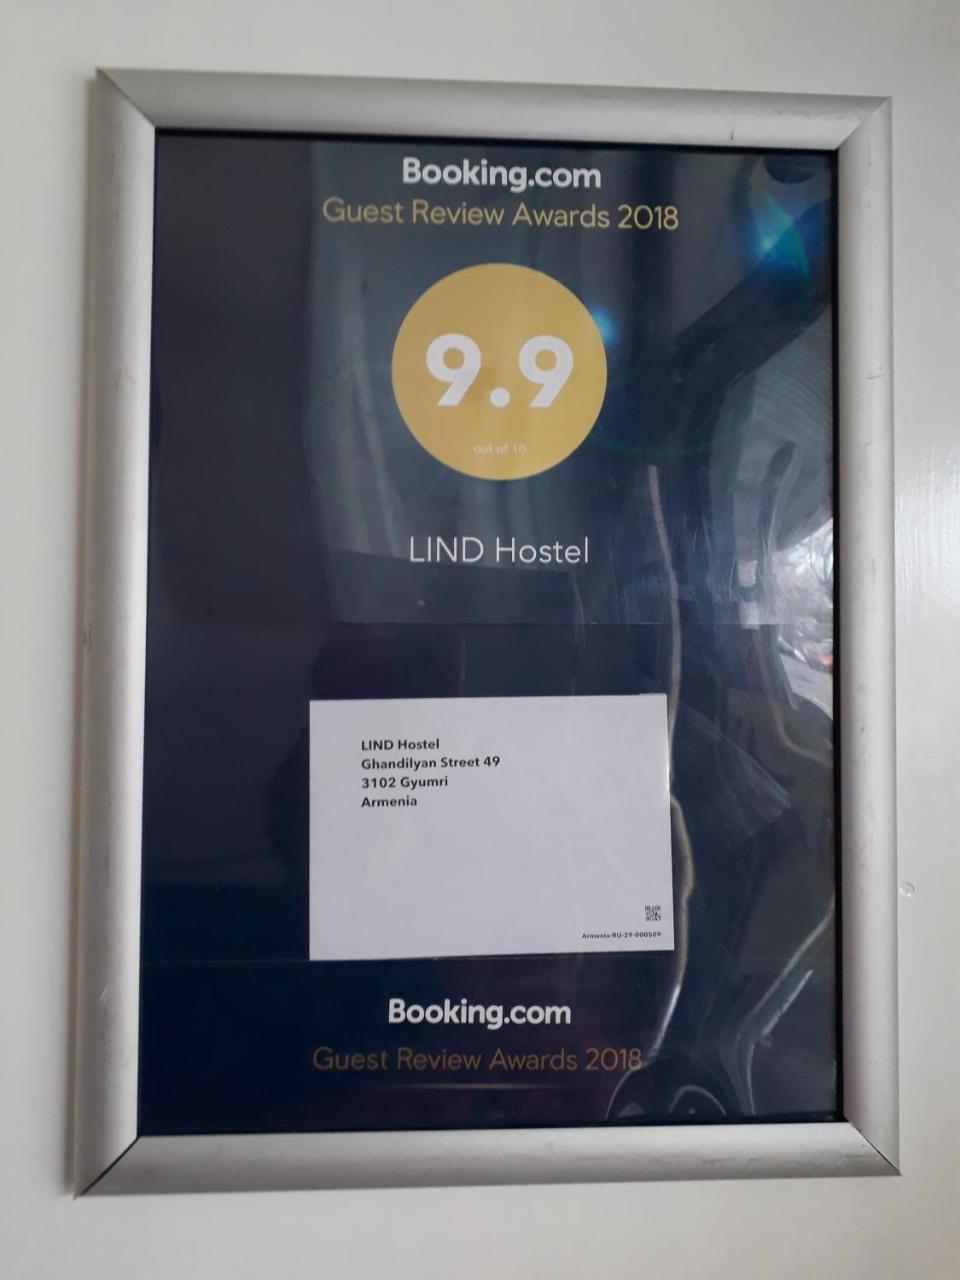 Booking.com
Guest Review Awards 2018
9.9
out of 10
LIND Hostel
LIND Hostel
Ghandilyan Street 49
3102 Gyumri
Armenia
Armenia-RU-29-000509
Booking.com
Guest Review Awards 2018